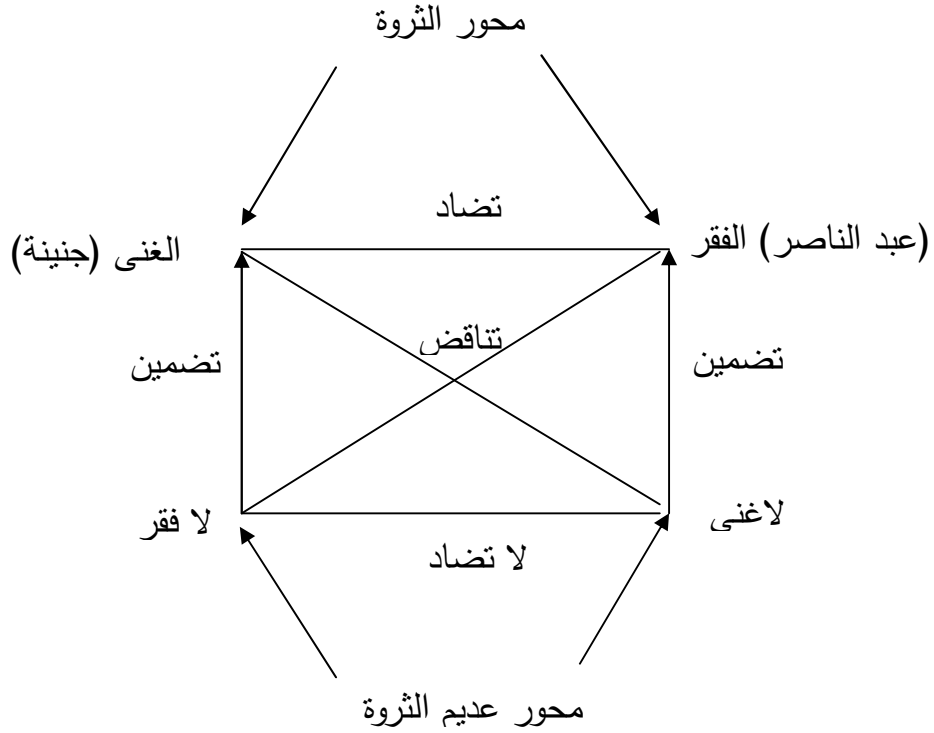 محور الثروة
تضاد
(عبد الناصر) الفقر
الغنى (جنينة)
تناقض
تضمين
تضمين
لاغنى
لا فقر
لا تضاد
محور عديم الثروة